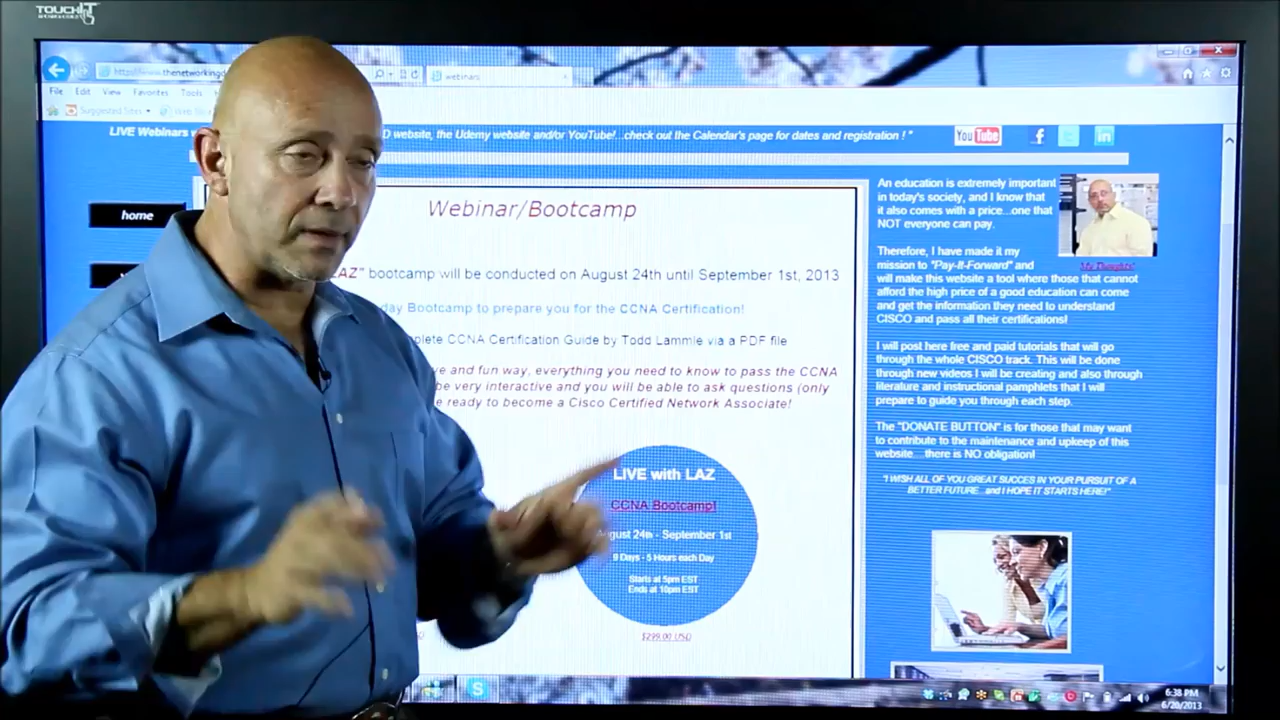 TOUCHIT
http://www.thenetworking
webinars
File Edit View Favorites Tools
Suggested Sites
LIVE Webinars
D website, the Udemy website and/or YouTube!...check out the Calendar's page for dates and registration ! "
YouTube
home
Webinar/Bootcamp
LAZ" bootcamp will be conducted on August 24th until September 1st, 2013
day Bootcamp to prepare you for the CCNA Certification!
plete CCNA Certification Guide by Todd Lammle via a PDF file
ve and fun way, everything you need to know to pass the CCNA
be very interactive and you will be able to ask questions (only
e ready to become a Cisco Certified Network Associate!
LIVE with LAZ
CCNA Bootcamp!
August 24th - September 1st
Days - 5 Hours each Day
Starts at 5pm EST
Ends at 10pm EST
$299.00 USD
An education is extremely important
in today's society, and I know that
it also comes with a price...one that
NOT everyone can pay.
My Thoughts"
Therefore, I have made it my
mission to "Pay-It-Forward" and
will make this website a tool where those that cannot
afford the high price of a good education can come
and get the information they need to understand
CISCO and pass all their certifications!
I will post here free and paid tutorials that will go
through the whole CISCO track. This will be done
through new videos I will be creating and also through
literature and instructional pamphlets that I will
prepare to guide you through each step.
The "DONATE BUTTON" is for those that may want
to contribute to the maintenance and upkeep of this
website....there is NO obligation!
"I WISH ALL OF YOU GREAT SUCCES IN YOUR PURSUIT OF A
BETTER FUTURE...and I HOPE IT STARTS HERE!"
6:38 PM
6/20/2013